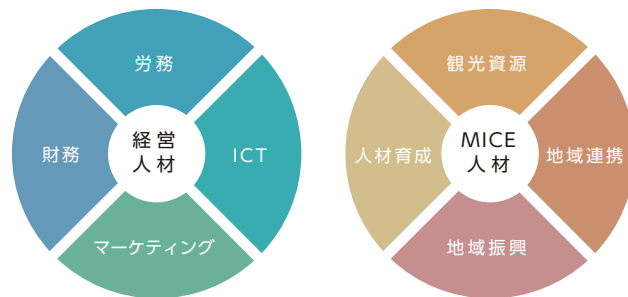 労務
財務
経営
人材
ICT
マーケティング
観光資源
人材育成
MICE
人材
地域連携
地域振興